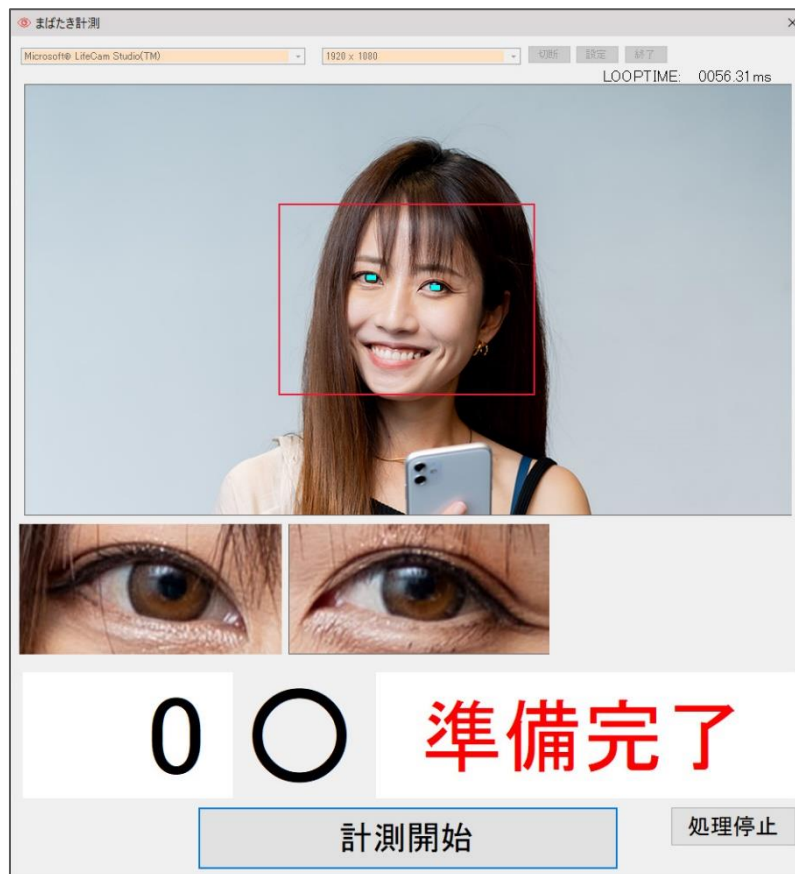 まばたき計測
Microsoft® LifeCam Studio(TM)
1920 x 1080
切断
設定
終了
LOOPTIME: 0056.31 ms
0
準備完了
計測開始
処理停止